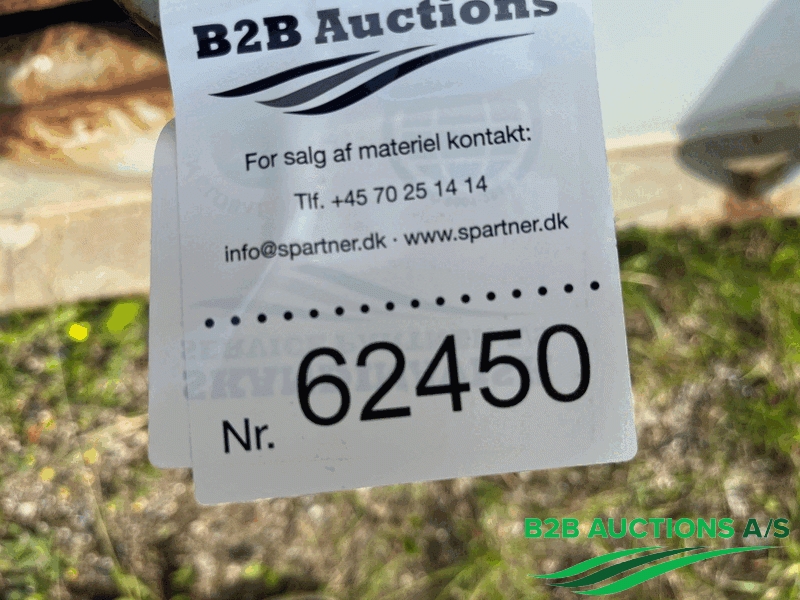 B2B Auctions
For salg af materiel kontakt:
Tlf. +45 70 25 14 14
info@spartner.dk · www.spartner.dk
Nr. 62450
B2B AUCTIONS A/S